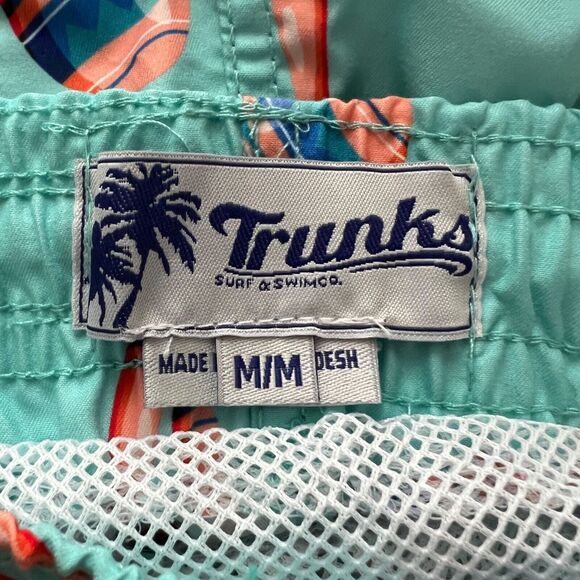 Trunks
SURF & SWIM CO.
MADE
M/M
DESH